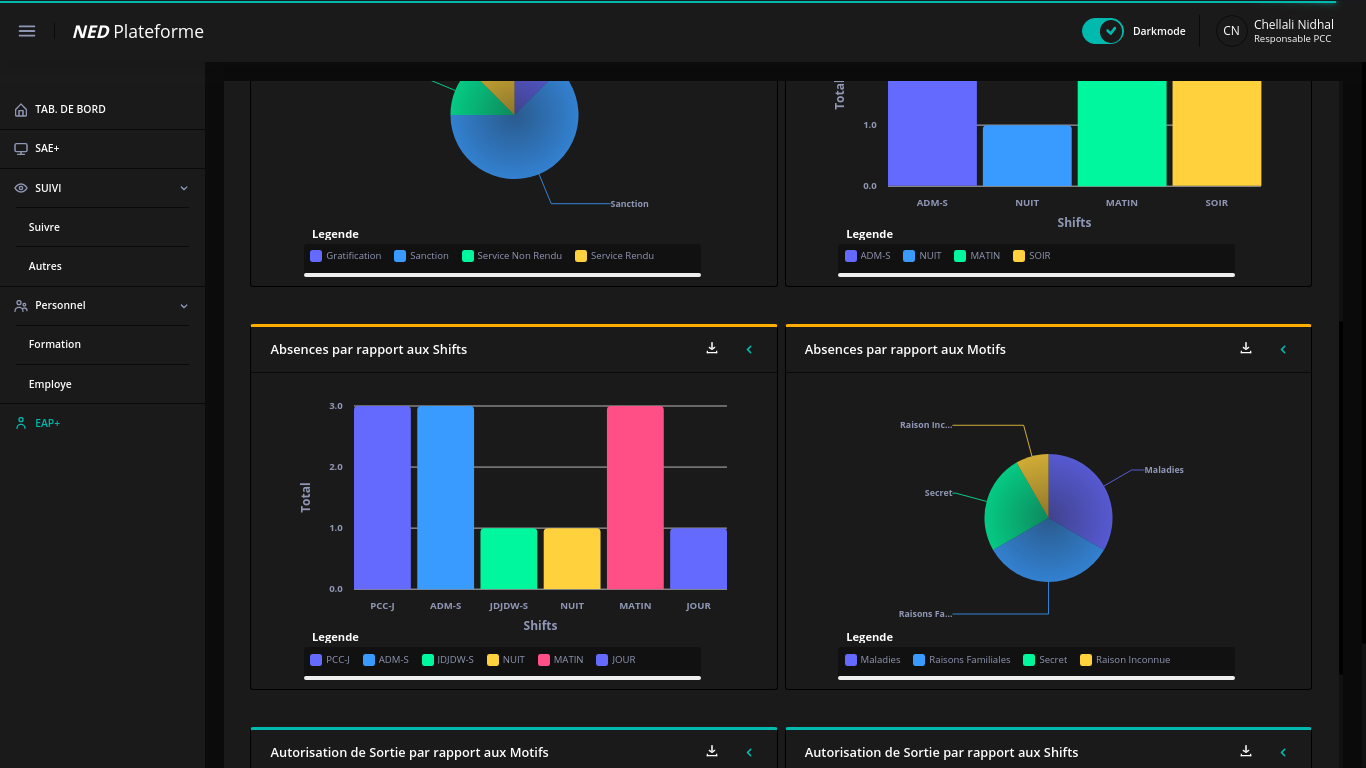 NED Plateforme
Darkmode
CN
Chellali Nidhal
Responsable PCC
TAB. DE BORD
SAE+
SUIVI
Suivre
Autres
Personnel
Formation
Employe
EAP+
Sanction
Legende
Gratification Sanction Service Non Rendu Service Rendu
Total
1.0
0.0
ADM-S NUIT MATIN SOIR
Shifts
Legende
ADM-S NUIT MATIN SOIR
Absences par rapport aux Shifts
3.0
2.0
1.0
0.0
Total
PCC-J ADM-S JDJDW-S NUIT MATIN JOUR
Shifts
Legende
PCC-J ADM-S JDJDW-S NUIT MATIN JOUR
Absences par rapport aux Motifs
Raison Inc...
Maladies
Secret
Raisons Fa...
Legende
Maladies Raisons Familiales Secret Raison Inconnue
Autorisation de Sortie par rapport aux Motifs
Autorisation de Sortie par rapport aux Shifts